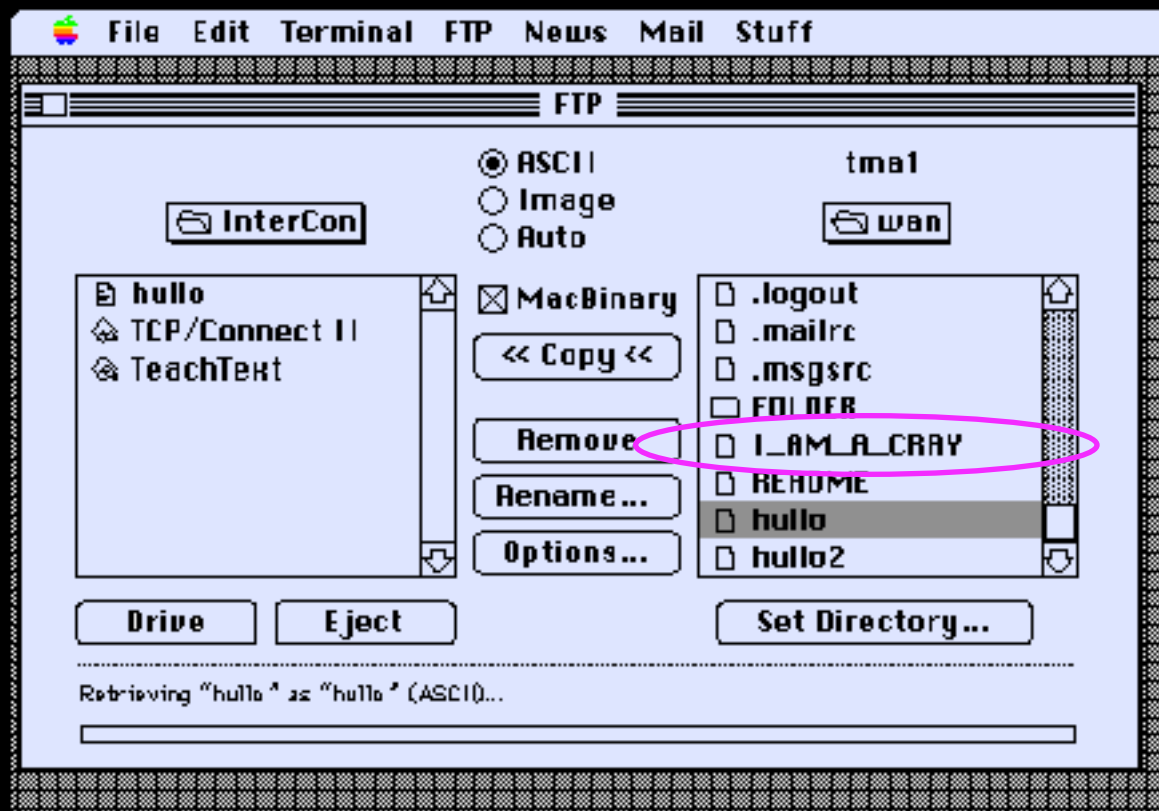 File Edit Terminal FTP News Mail Stuff
FTP
ASCII
Image
Auto
tma1
InterCon
wan
hullo
TCP/Connect II
TeachText
MacBinary
<< Copy <<
Remove
Rename...
Options...
.logout
.mailrc
.msgsrc
FOLDER
I_AM_A_CRAY
README
hullo
hullo2
Drive
Eject
Set Directory...
Retrieving "hullo" as "hullo" (ASCII)...